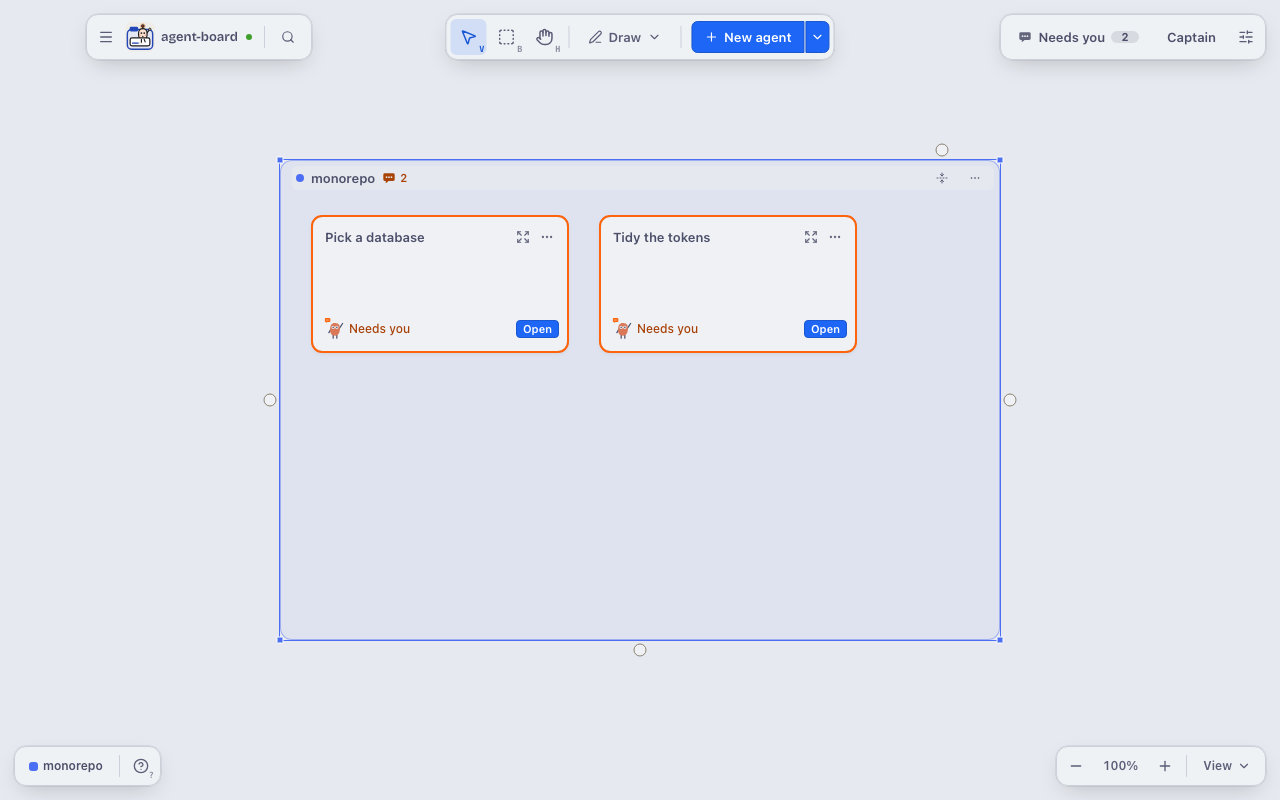 agent-board
V
B
H
Draw
New agent
Needs you 2
Captain
monorepo 2
Pick a database
Tidy the tokens
Needs you
Open
Needs you
Open
monorepo
?
100%
View